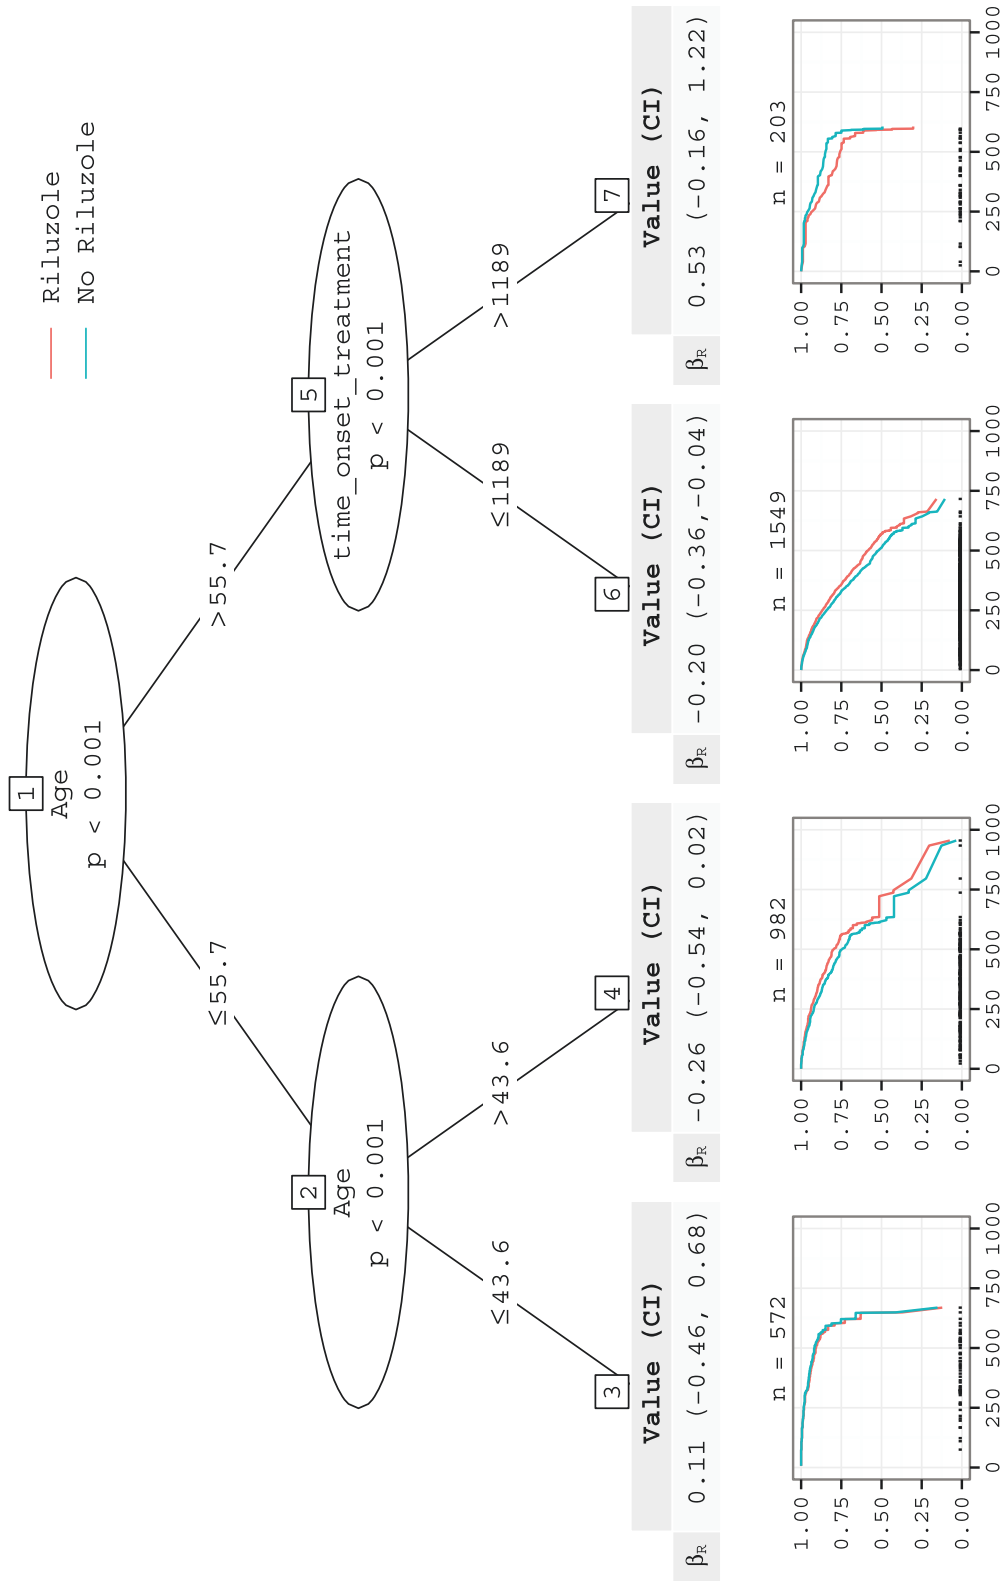 Riluzole
No Riluzole
1
Age
p < 0.001
≤55.7
>55.7
2
Age
p < 0.001
5
time_onset_treatment
p < 0.001
≤43.6
>43.6
≤1189
>1189
3
4
6
7
Value (CI)
βR 0.11 (−0.46, 0.68)
Value (CI)
βR −0.26 (−0.54, 0.02)
Value (CI)
βR −0.20 (−0.36,−0.04)
Value (CI)
βR 0.53 (−0.16, 1.22)
n = 572
1.00
0.75
0.50
0.25
0.00
0 250 500 750 1000
n = 982
1.00
0.75
0.50
0.25
0.00
0 250 500 750 1000
n = 1549
1.00
0.75
0.50
0.25
0.00
0 250 500 750 1000
n = 203
1.00
0.75
0.50
0.25
0.00
0 250 500 750 1000